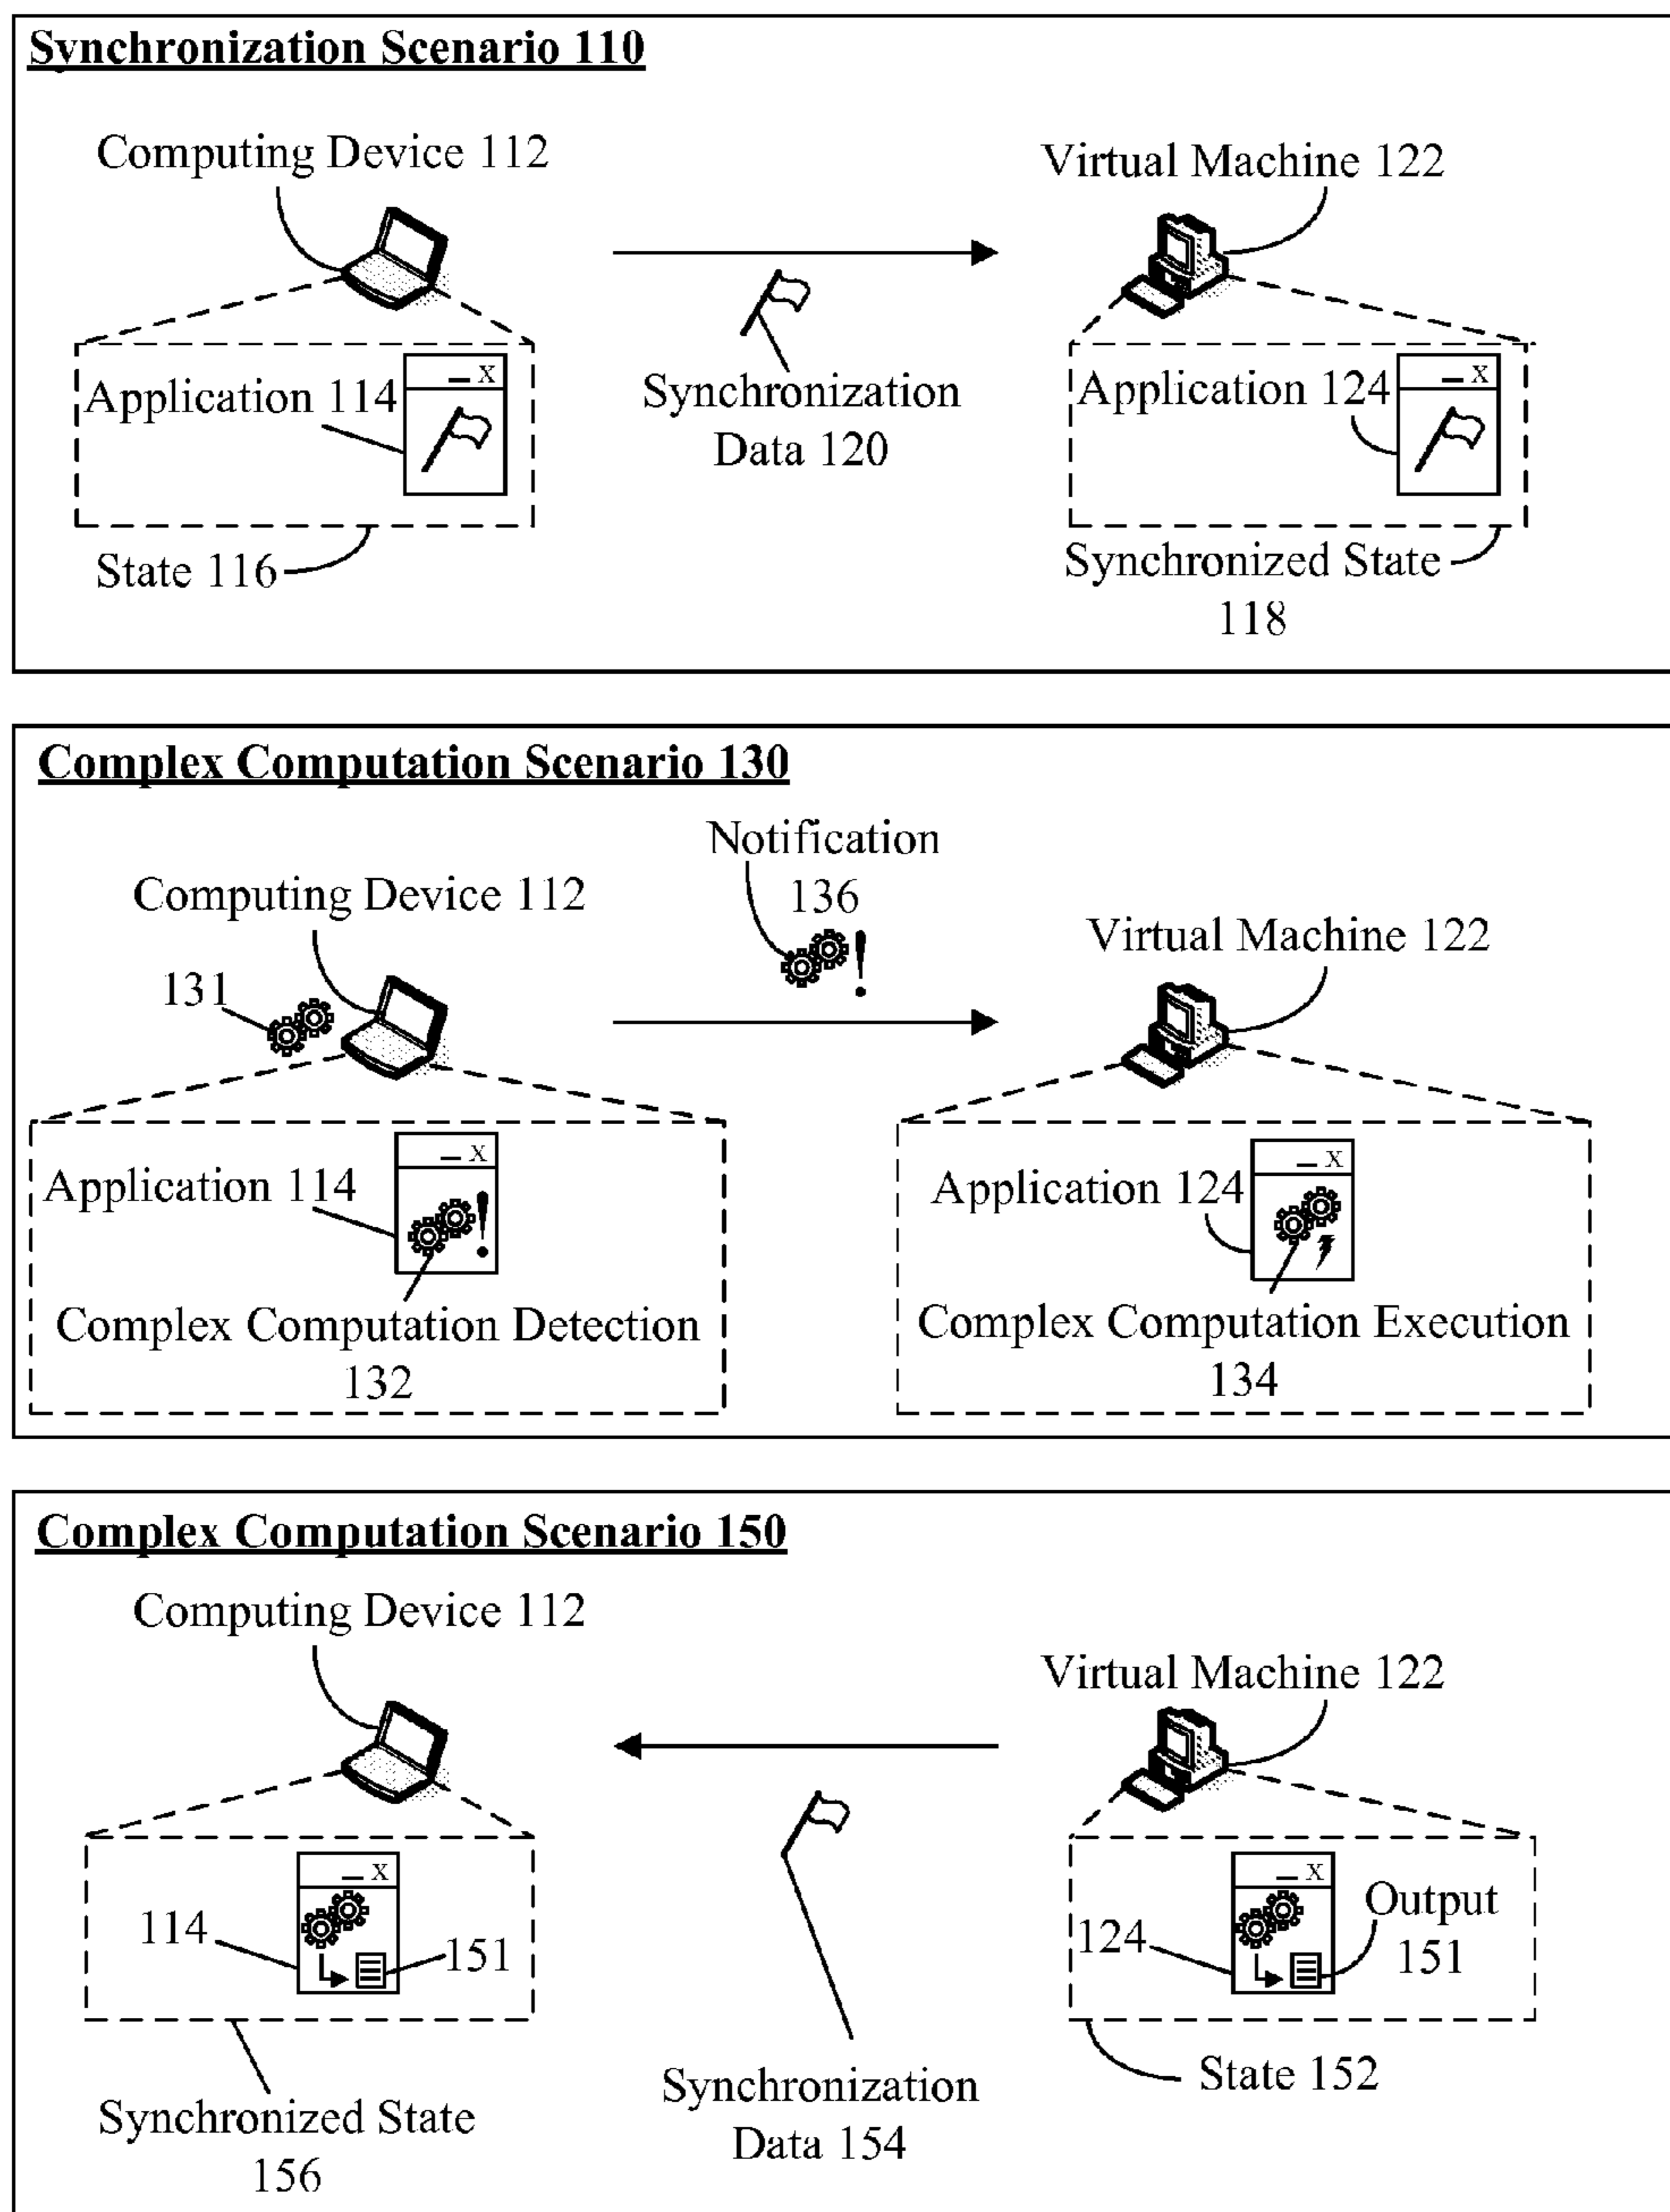 Synchronization Scenario 110
Computing Device 112
Virtual Machine 122
Application 114
_ X
Synchronization
Data 120
Application 124
_ X
State 116
Synchronized State
118
Complex Computation Scenario 130
Notification
136
!
Computing Device 112
Virtual Machine 122
131
Application 114
_ X
!
Application 124
_ X
Complex Computation Detection
132
Complex Computation Execution
134
Complex Computation Scenario 150
Computing Device 112
Virtual Machine 122
_ X
114
151
_ X
124
Output
151
Synchronized State
156
Synchronization
Data 154
State 152